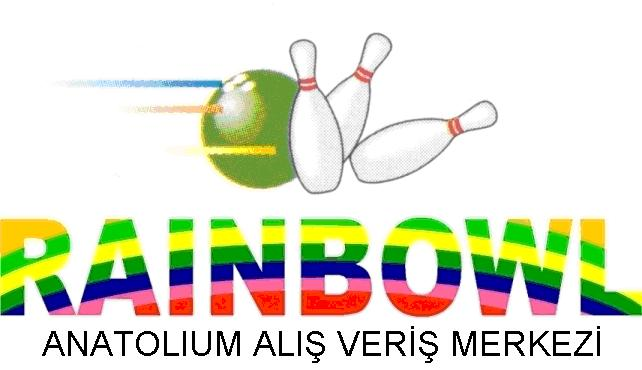 RAINBOWL
ANATOLIUM ALIŞ VERİŞ MERKEZİ